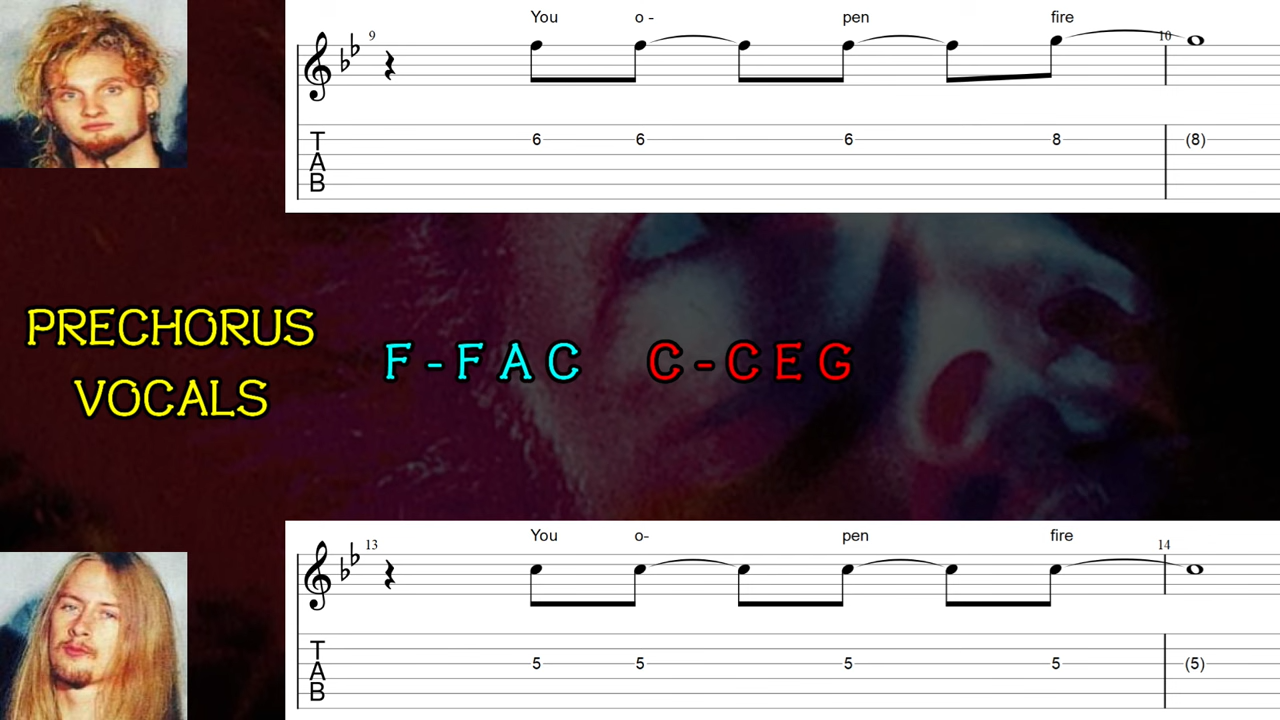 You o - pen fire
9 10
T 6 6 6 8 (8)
A
B
PRECHORUS
VOCALS
F - F A C C - C E G
You o- pen fire
13 14
T
A 5 5 5 5 (5)
B